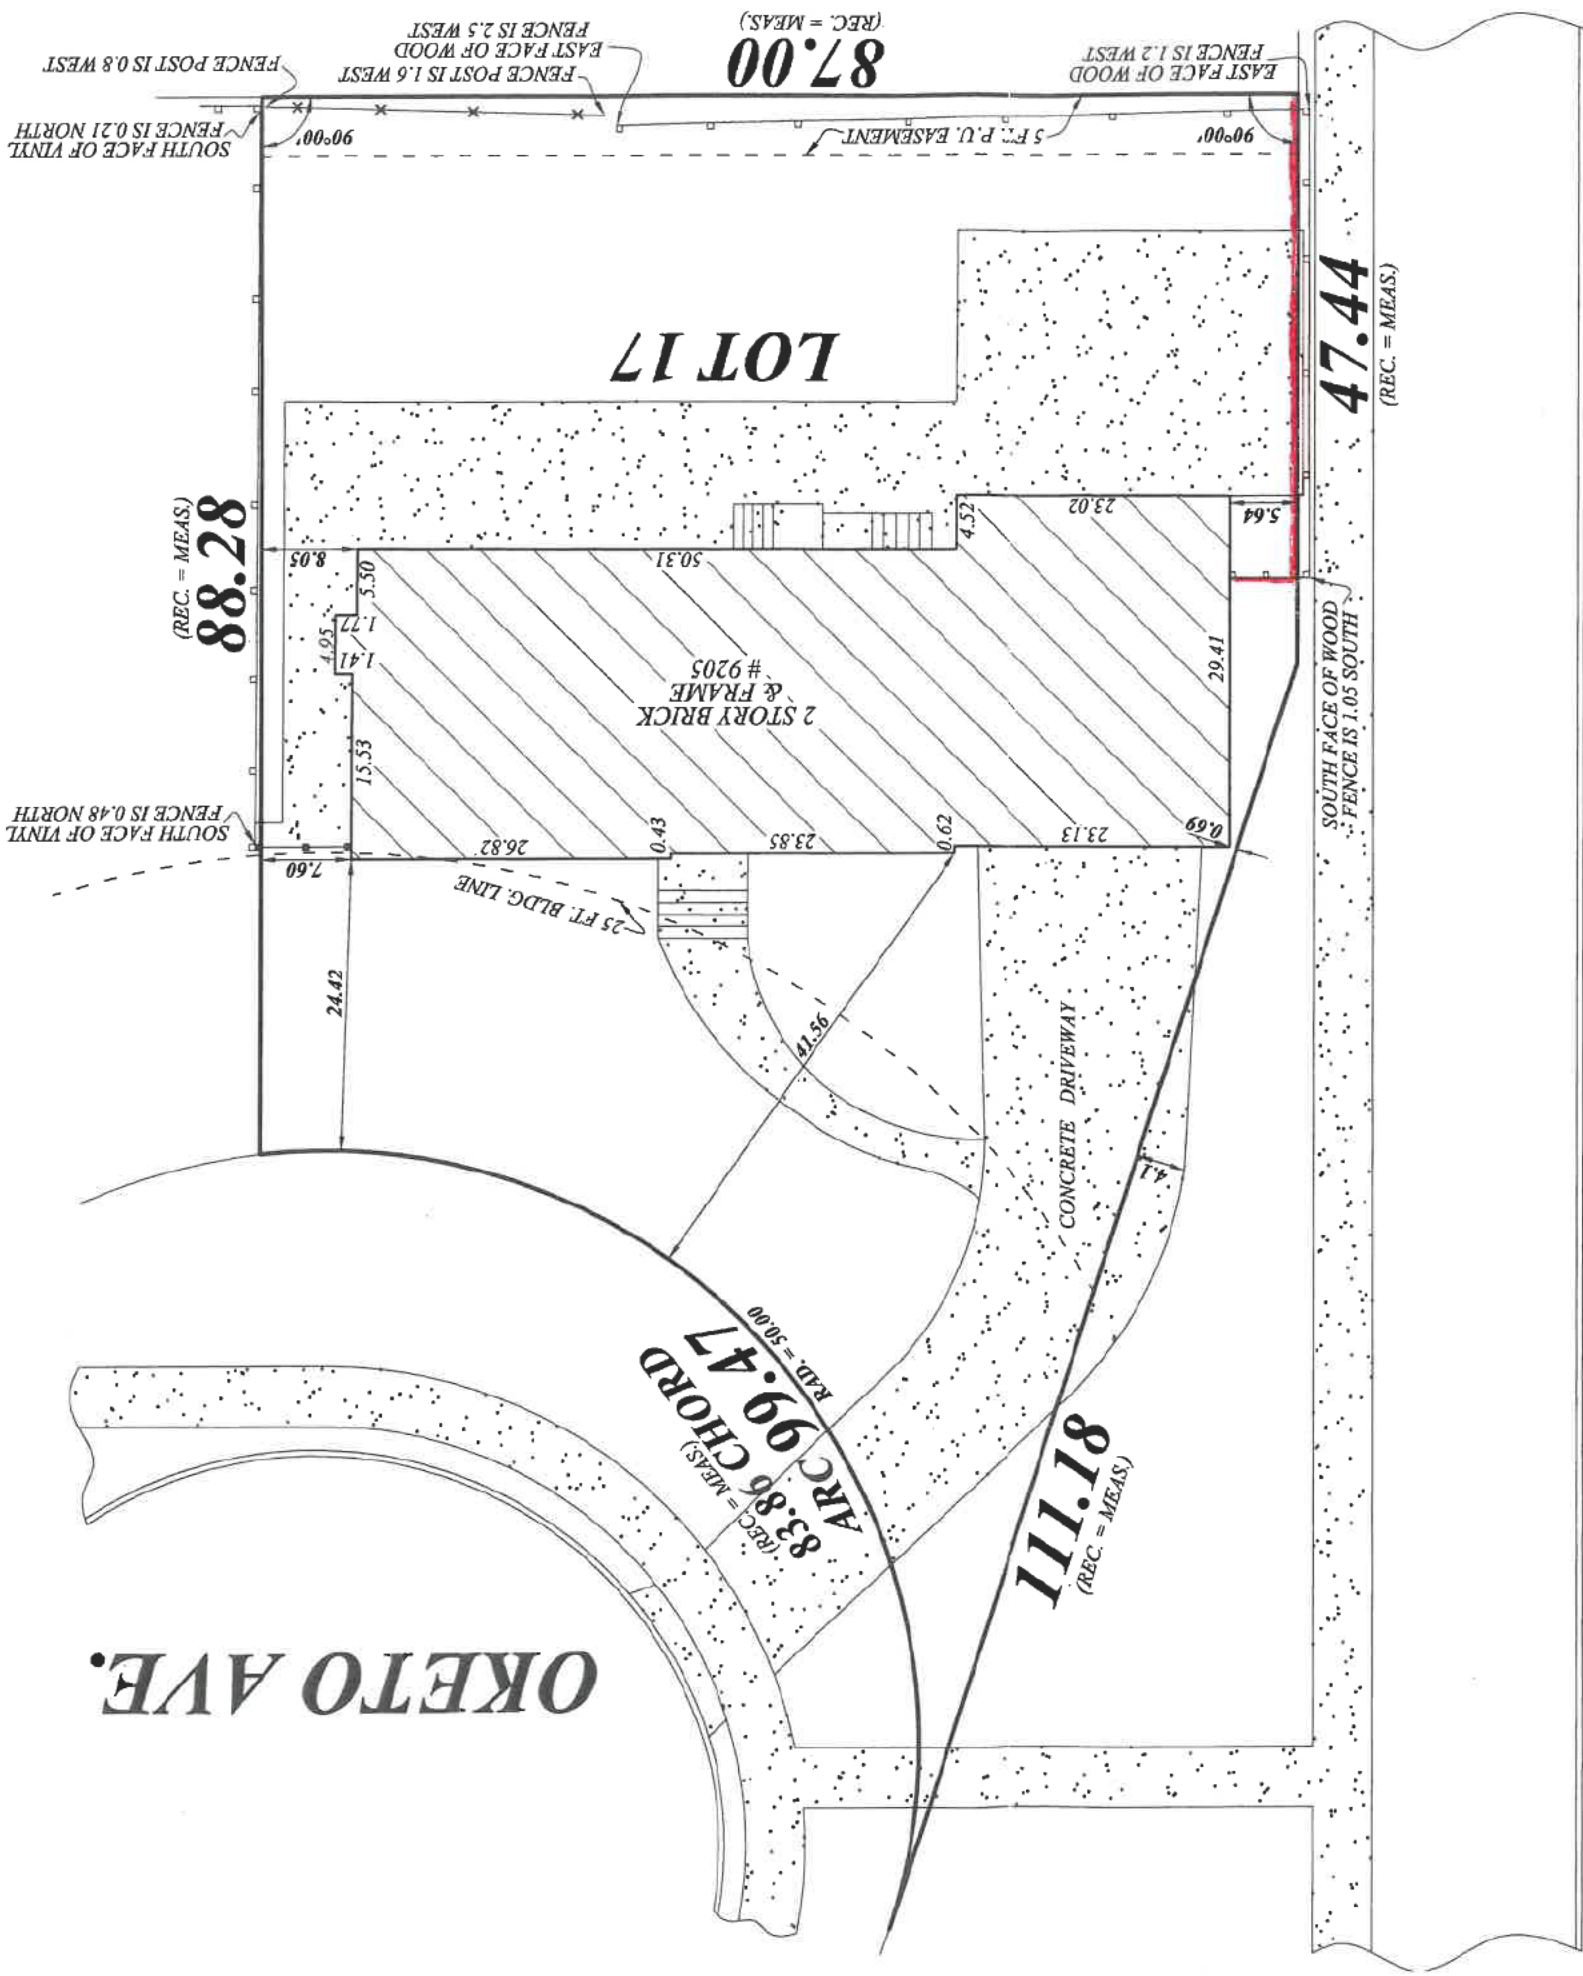 OKETO AVE.
111.18
(REC. = MEAS.)
ARC 99.47
RAD. = 50.00
83.86 CHORD
(REC. = MEAS.)
4.1
CONCRETE DRIVEWAY
41.56
24.42
25 FT. BLDG. LINE
7.60
SOUTH FACE OF VINYL
FENCE IS 0.48 NORTH
26.82
0.43
23.85
0.62
23.13
0.69
15.53
29.41
SOUTH FACE OF WOOD
FENCE IS 1.05 SOUTH
2 STORY BRICK
& FRAME
# 9205
1.41
4.95
1.77
5.50
8.05
50.31
4.52
23.02
5.64
88.28
(REC. = MEAS.)
47.44
(REC. = MEAS.)
LOT 17
5 FT. P.U. EASEMENT
90°00'
90°00'
SOUTH FACE OF VINYL
FENCE IS 0.21 NORTH
FENCE POST IS 0.8 WEST
FENCE POST IS 1.6 WEST
EAST FACE OF WOOD
FENCE IS 2.5 WEST
87.00
(REC. = MEAS.)
EAST FACE OF WOOD
FENCE IS 1.2 WEST